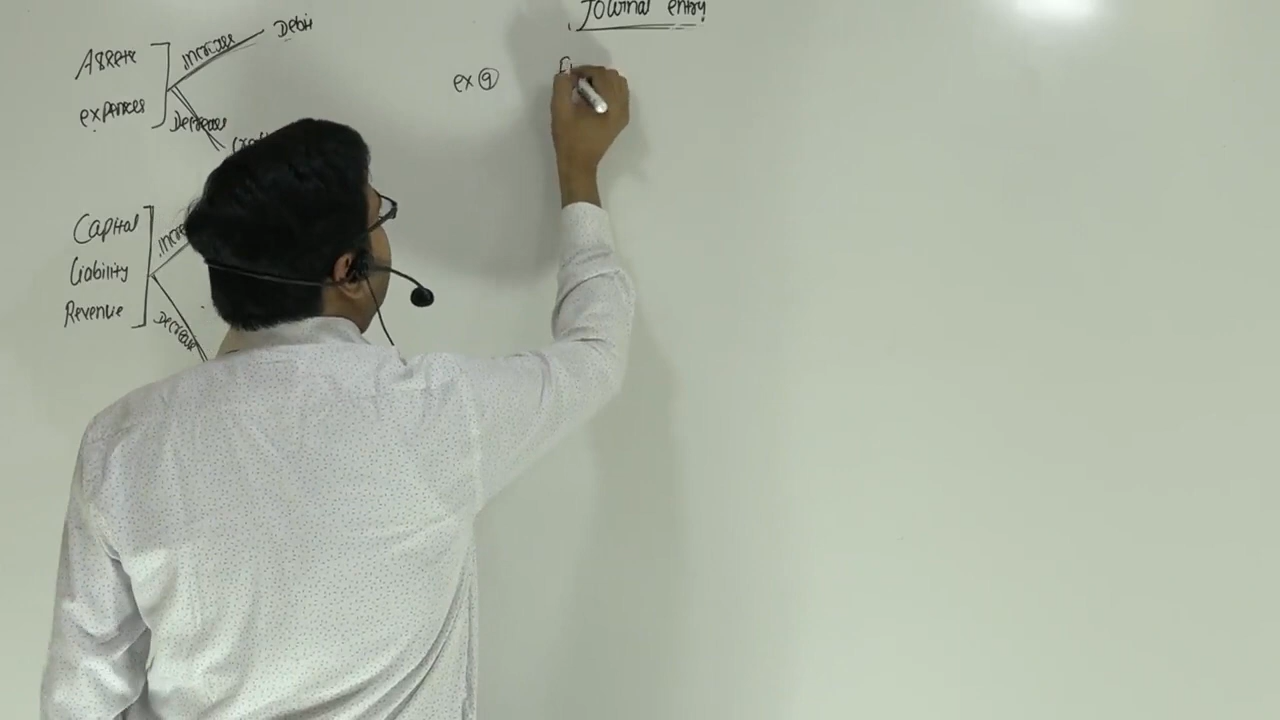 Journal entry
Assets
expenses
increase
Debit
Decrease
ex 9
Capital
Liability
Revenue
Decrease